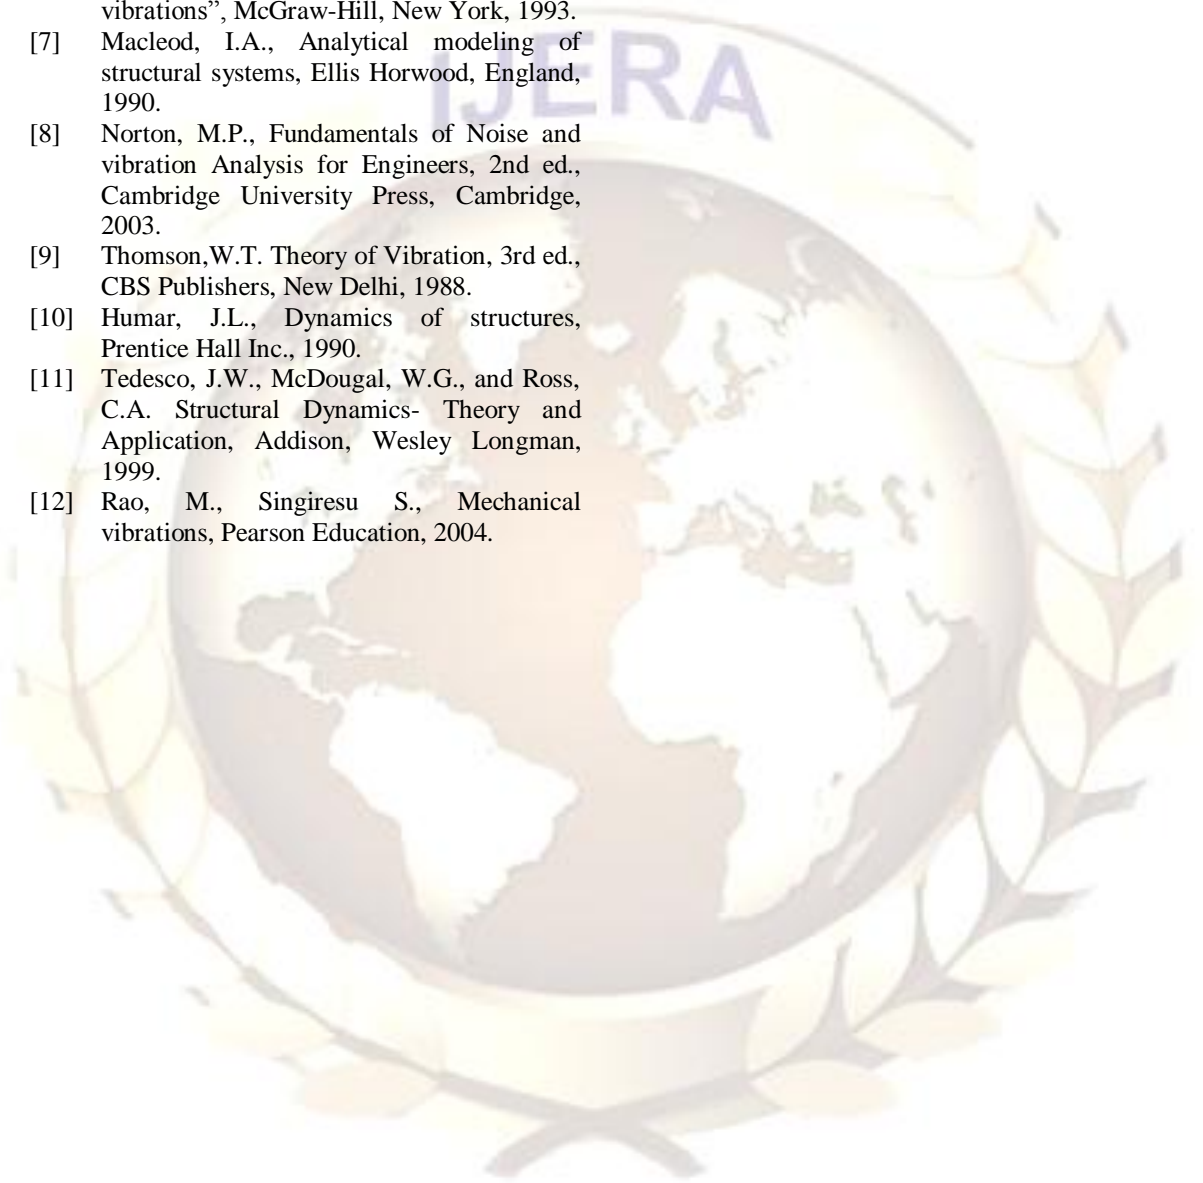 vibrations”, McGraw-Hill, New York, 1993.
[7] Macleod, I.A., Analytical modeling of
structural systems, Ellis Horwood, England,
1990.
[8] Norton, M.P., Fundamentals of Noise and
vibration Analysis for Engineers, 2nd ed.,
Cambridge University Press, Cambridge,
2003.
[9] Thomson,W.T. Theory of Vibration, 3rd ed.,
CBS Publishers, New Delhi, 1988.
[10] Humar, J.L., Dynamics of structures,
Prentice Hall Inc., 1990.
[11] Tedesco, J.W., McDougal, W.G., and Ross,
C.A. Structural Dynamics- Theory and
Application, Addison, Wesley Longman,
1999.
[12] Rao, M., Singiresu S., Mechanical
vibrations, Pearson Education, 2004.
IJERA